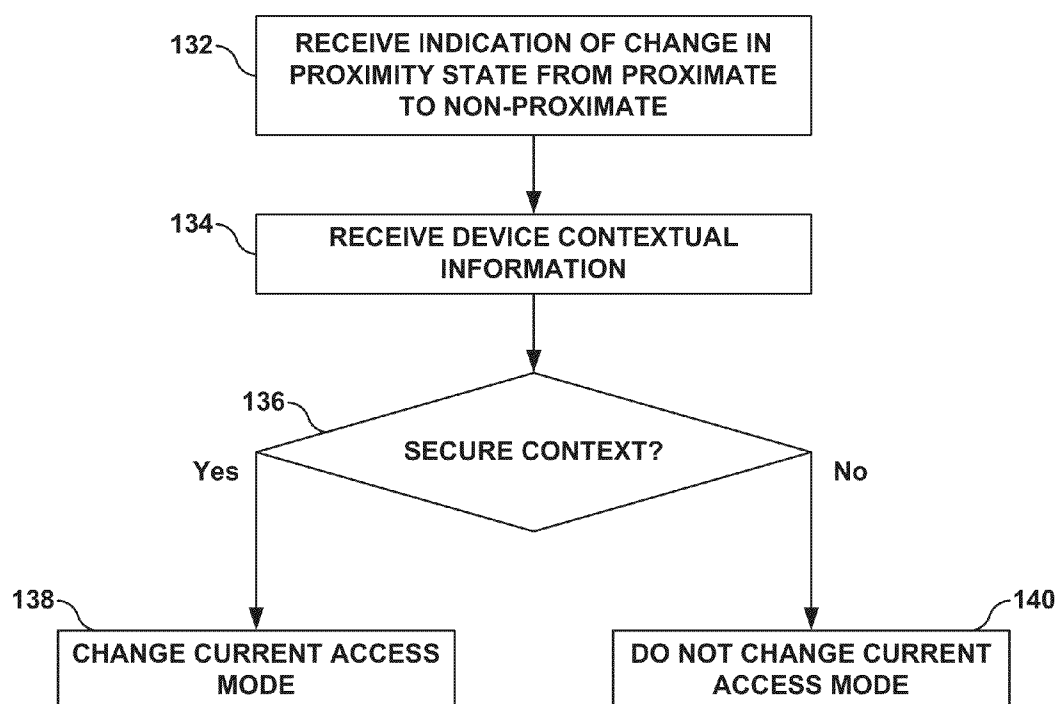 132
RECEIVE INDICATION OF CHANGE IN
PROXIMITY STATE FROM PROXIMATE
TO NON-PROXIMATE
134
RECEIVE DEVICE CONTEXTUAL
INFORMATION
136
SECURE CONTEXT?
Yes
No
138
CHANGE CURRENT ACCESS
MODE
140
DO NOT CHANGE CURRENT
ACCESS MODE